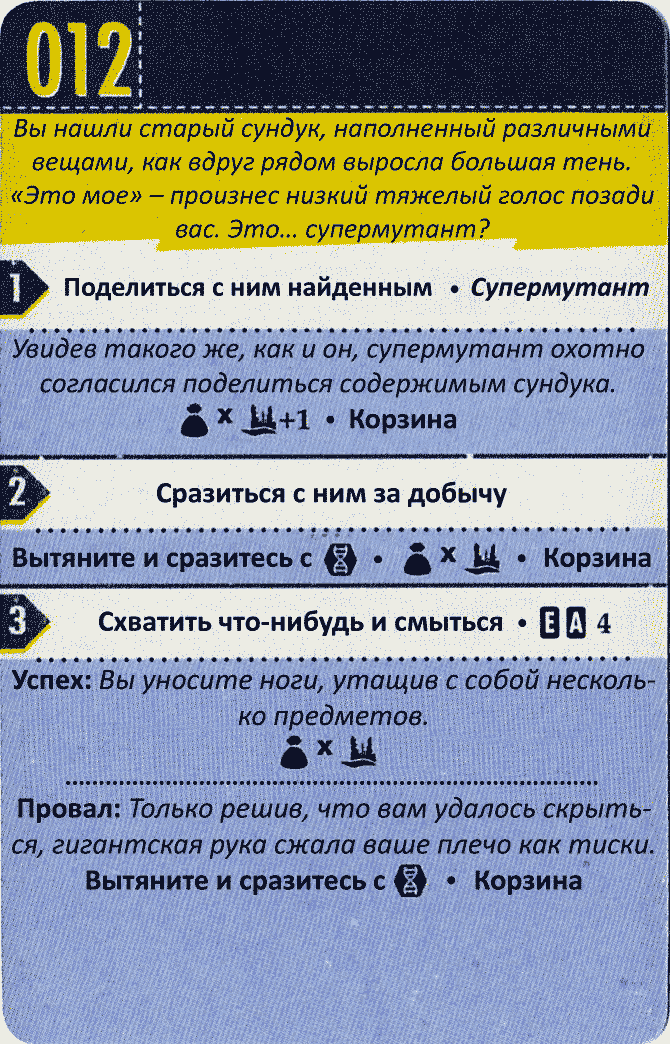 012
Вы нашли старый сундук, наполненный различными
вещами, как вдруг рядом выросла большая тень.
«Это мое» – произнес низкий тяжелый голос позади
вас. Это... супермутант?
1 Поделиться с ним найденным • Супермутант
Увидев такого же, как и он, супермутант охотно
согласился поделиться содержимым сундука.
x +1 • Корзина
2 Сразиться с ним за добычу
Вытяните и сразитесь с • x • Корзина
3 Схватить что-нибудь и смыться • E A 4
Успех: Вы уносите ноги, утащив с собой несколь-
ко предметов.
x
Провал: Только решив, что вам удалось скрыть-
ся, гигантская рука сжала ваше плечо как тиски.
Вытяните и сразитесь с • Корзина